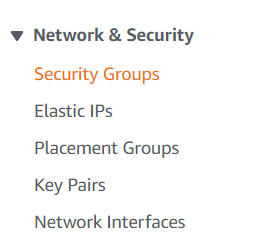 Network & Security
Security Groups
Elastic IPs
Placement Groups
Key Pairs
Network Interfaces